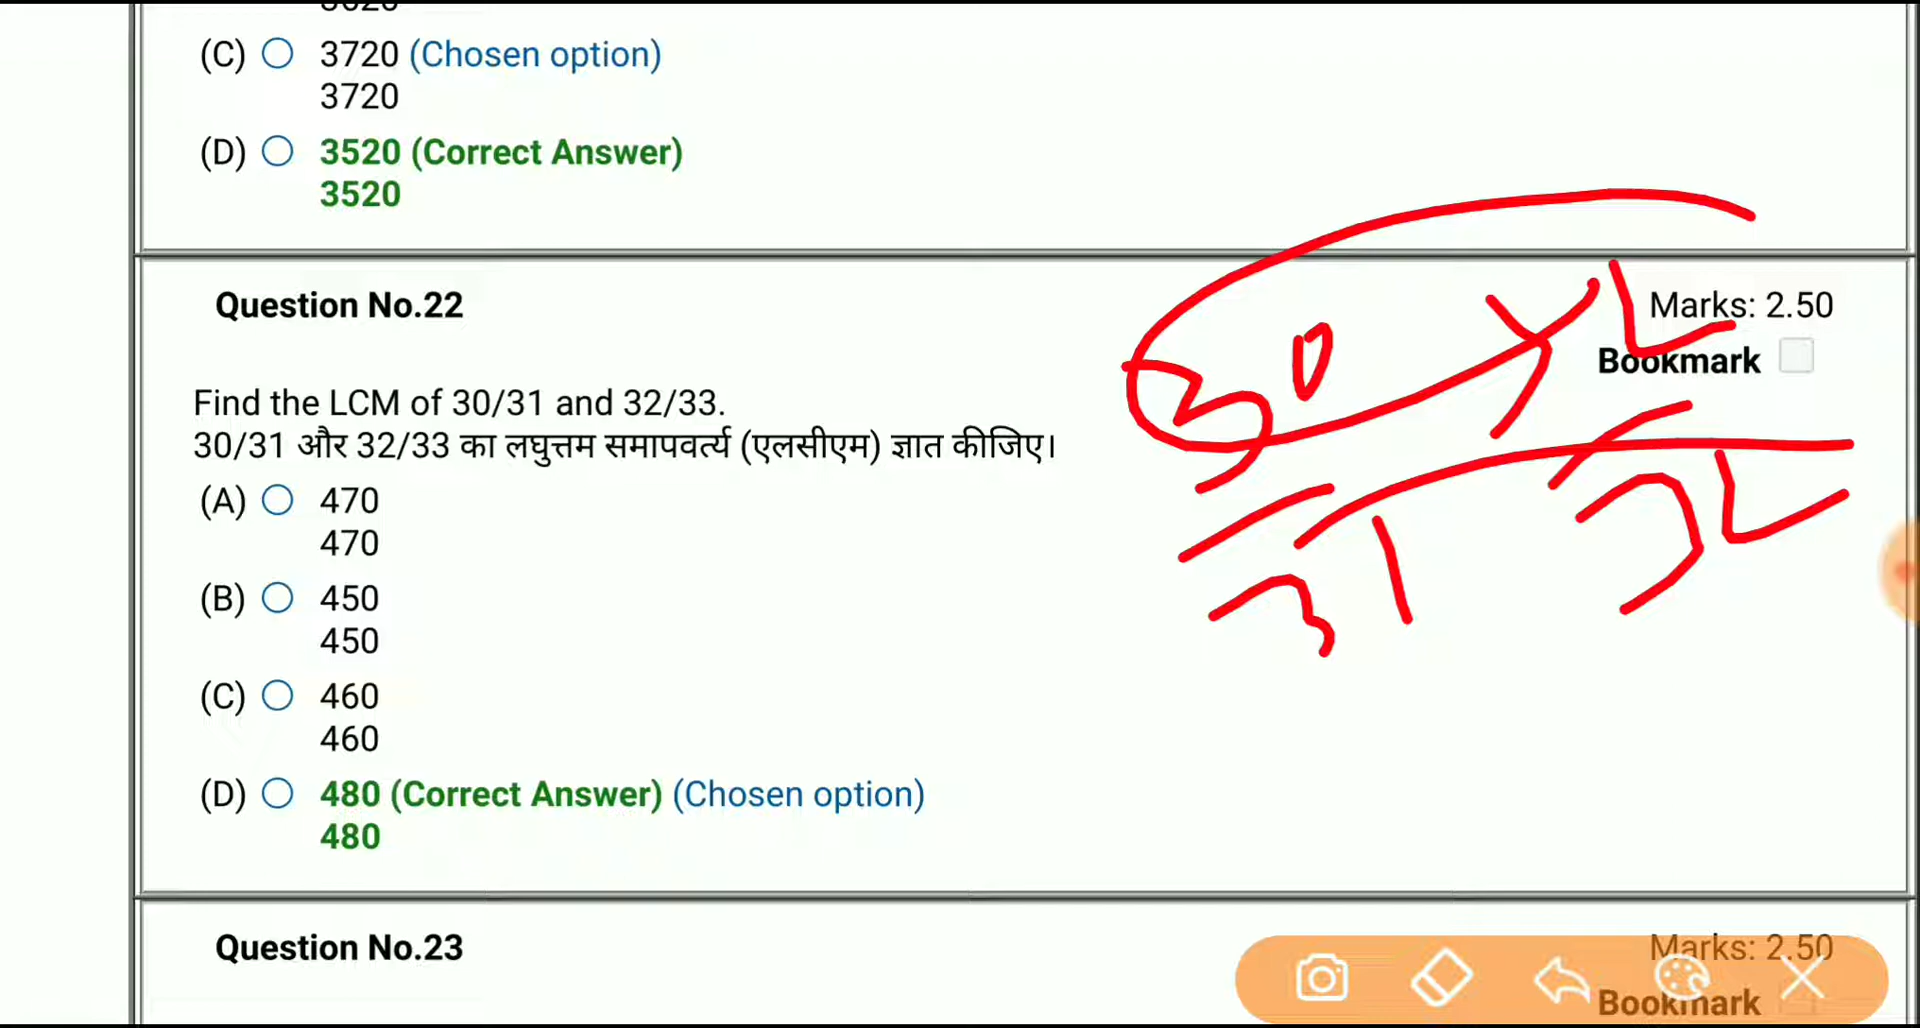 (C) 3720 (Chosen option)
3720
(D) 3520 (Correct Answer)
3520
Question No.22
Marks: 2.50
Bookmark
Find the LCM of 30/31 and 32/33.
30/31 और 32/33 का लघुत्तम समापवर्त्य (एलसीएम) ज्ञात कीजिए।
(A) 470
470
(B) 450
450
(C) 460
460
(D) 480 (Correct Answer) (Chosen option)
480
30
31
Question No.23
Marks: 2.50
Bookmark